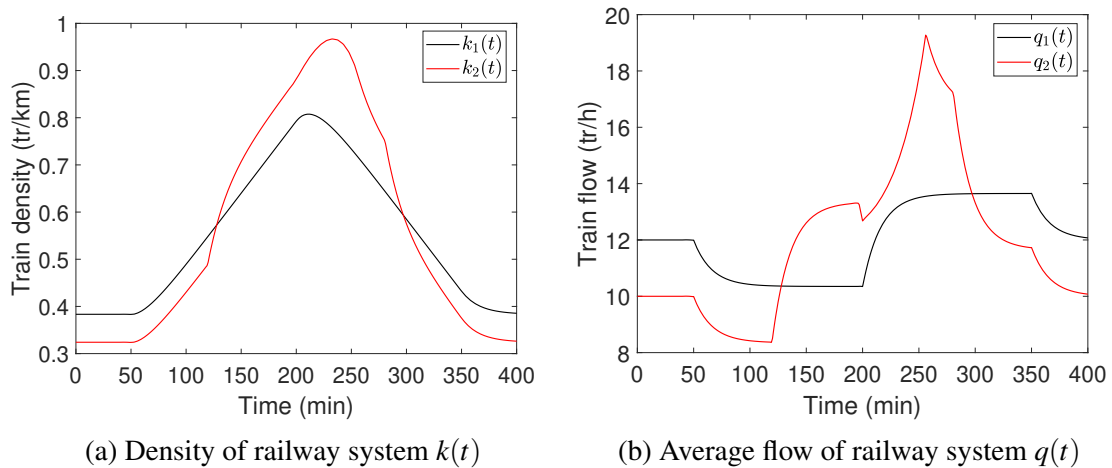 1
0.9
0.8
0.7
0.6
0.5
0.4
0.3
0 50 100 150 200 250 300 350 400
Train density (tr/km)
Time (min)
k₁(t)
k₂(t)
(a) Density of railway system k(t)
20
18
16
14
12
10
8
0 50 100 150 200 250 300 350 400
Train flow (tr/h)
Time (min)
q₁(t)
q₂(t)
(b) Average flow of railway system q(t)